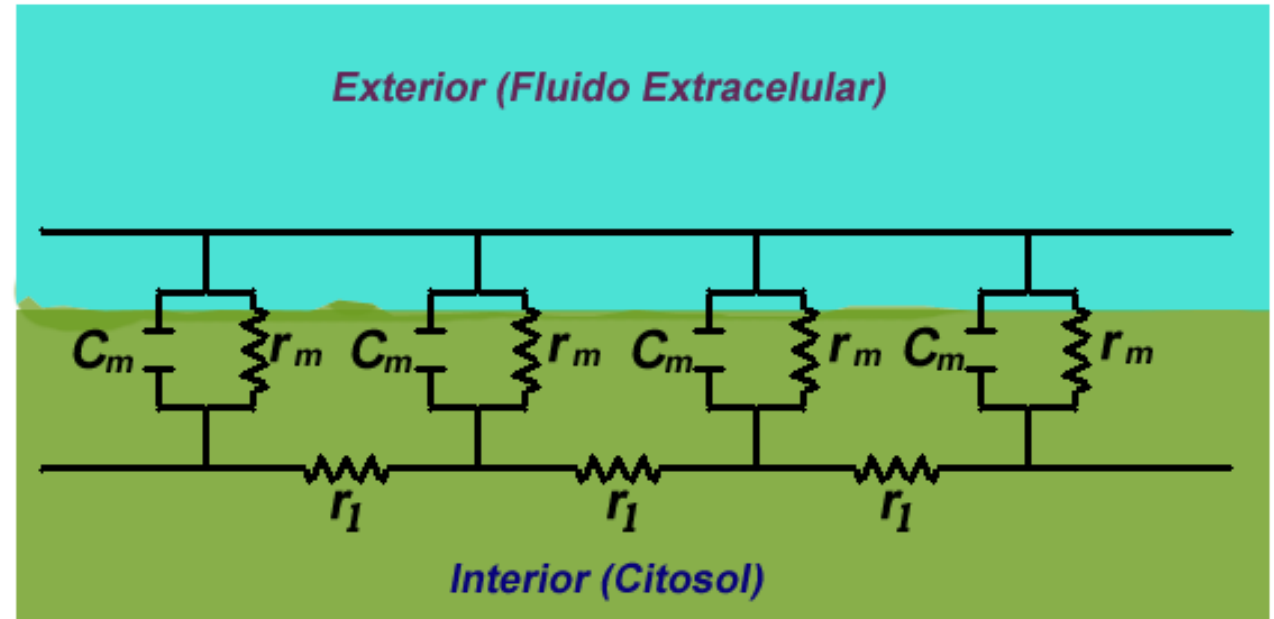 Exterior (Fluido Extracelular)
Cm rm Cm rm Cm rm Cm rm
r1 r1 r1
Interior (Citosol)